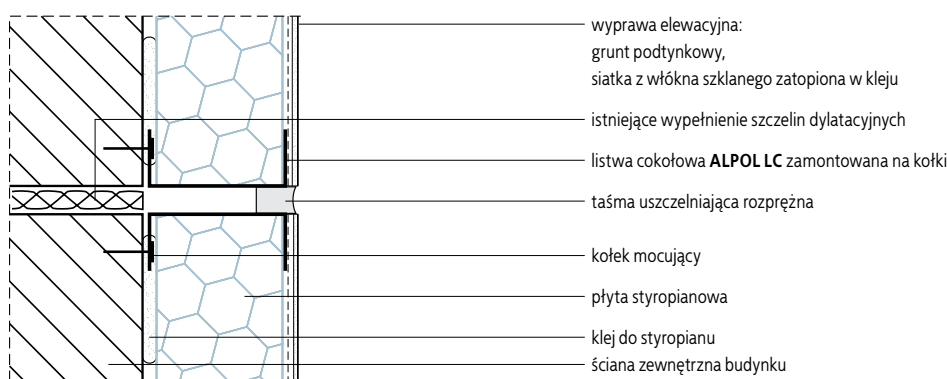 wyprawa elewacyjna:
grunt podtynkowy,
siatka z włókna szklanego zatopiona w kleju
istniejące wypełnienie szczelin dylatacyjnych
listwa cokołowa ALPOL LC zamontowana na kołki
taśma uszczelniająca rozprężna
kołek mocujący
płyta styropianowa
klej do styropianu
ściana zewnętrzna budynku